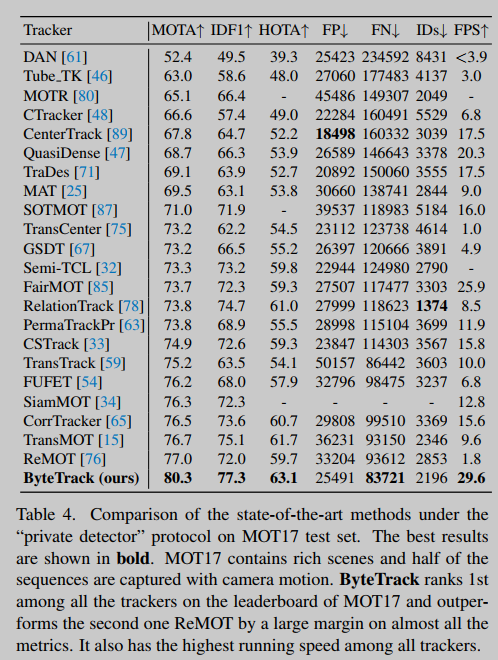 Tracker MOTA↑ IDF1↑ HOTA↑ FP↓ FN↓ IDs↓ FPS↑
DAN [61] 52.4 49.5 39.3 25423 234592 8431 <3.9
Tube_TK [46] 63.0 58.6 48.0 27060 177483 4137 3.0
MOTR [80] 65.1 66.4 - 45486 149307 2049 -
CTracker [48] 66.6 57.4 49.0 22284 160491 5529 6.8
CenterTrack [89] 67.8 64.7 52.2 18498 160332 3039 17.5
QuasiDense [47] 68.7 66.3 53.9 26589 146643 3378 20.3
TraDes [71] 69.1 63.9 52.7 20892 150060 3555 17.5
MAT [25] 69.5 63.1 53.8 30660 138741 2844 9.0
SOTMOT [87] 71.0 71.9 - 39537 118983 5184 16.0
TransCenter [75] 73.2 62.2 54.5 23112 123738 4614 1.0
GSDT [67] 73.2 66.5 55.2 26397 120666 3891 4.9
Semi-TCL [32] 73.3 73.2 59.8 22944 124980 2790 -
FairMOT [85] 73.7 72.3 59.3 27507 117477 3303 25.9
RelationTrack [78] 73.8 74.7 61.0 27999 118623 1374 8.5
PermaTrackPr [63] 73.8 68.9 55.5 28998 115104 3699 11.9
CSTrack [33] 74.9 72.6 59.3 23847 114303 3567 15.8
TransTrack [59] 75.2 63.5 54.1 50157 86442 3603 10.0
FUFET [54] 76.2 68.0 57.9 32796 98475 3237 6.8
SiamMOT [34] 76.3 72.3 - - - - 12.8
CorrTracker [65] 76.5 73.6 60.7 29808 99510 3369 15.6
TransMOT [15] 76.7 75.1 61.7 36231 93150 2346 9.6
ReMOT [76] 77.0 72.0 59.7 33204 93612 2853 1.8
ByteTrack (ours) 80.3 77.3 63.1 25491 83721 2196 29.6
Table 4. Comparison of the state-of-the-art methods under the
“private detector” protocol on MOT17 test set. The best results
are shown in bold. MOT17 contains rich scenes and half of the
sequences are captured with camera motion. ByteTrack ranks 1st
among all the trackers on the leaderboard of MOT17 and outper-
forms the second one ReMOT by a large margin on almost all the
metrics. It also has the highest running speed among all trackers.